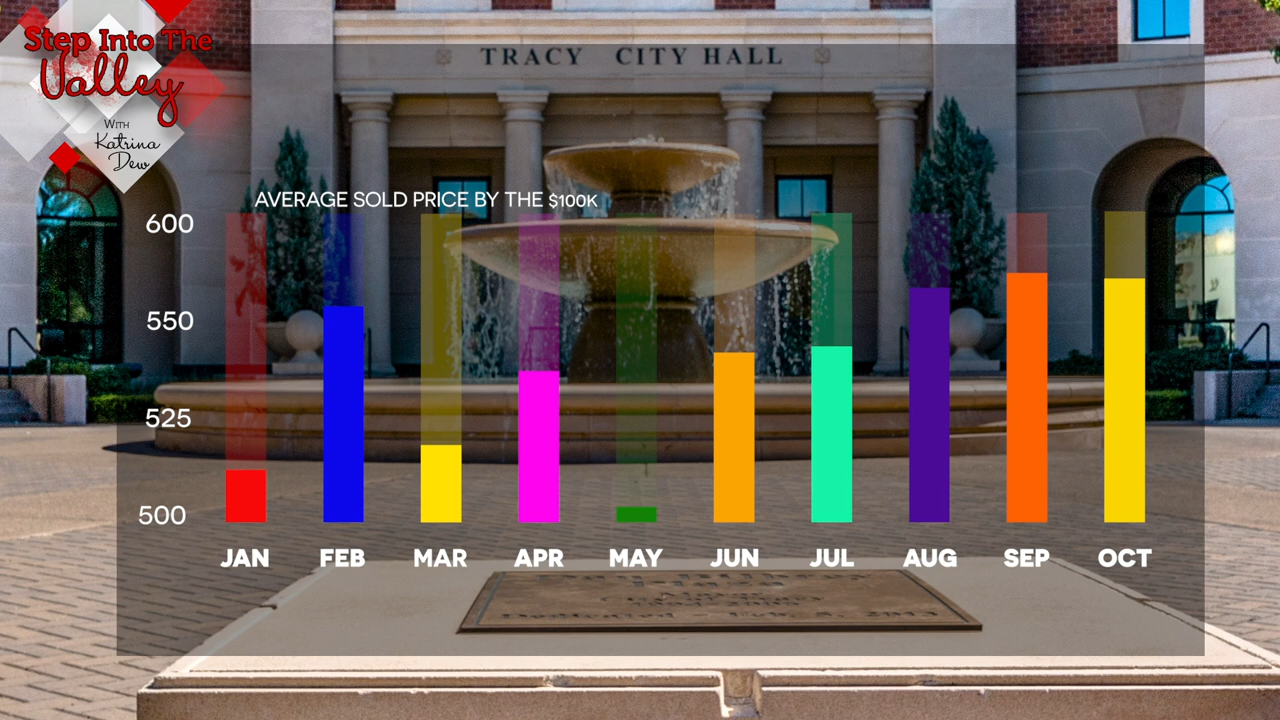 Step Into The
Valley
WITH
Katrina
Dew
TRACY CITY HALL
AVERAGE SOLD PRICE BY THE $100K
600
550
525
500
JAN FEB MAR APR MAY JUN JUL AUG SEP OCT